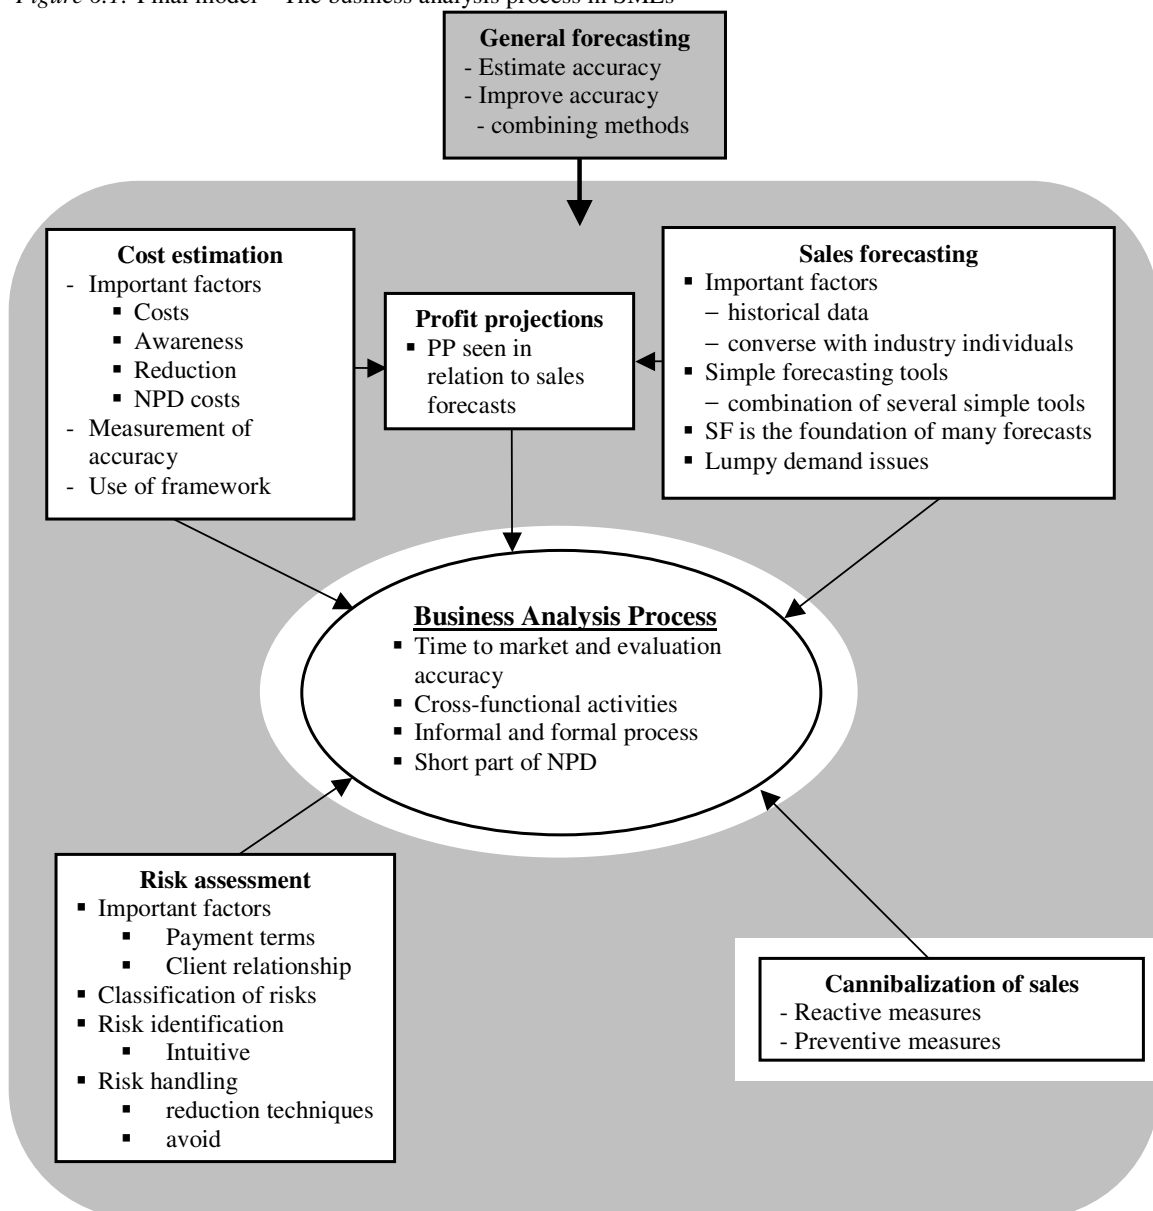 Figure 6.1: Final model – The business analysis process in SMEs
General forecasting
- Estimate accuracy
- Improve accuracy
- combining methods
Cost estimation
- Important factors
▪ Costs
▪ Awareness
▪ Reduction
▪ NPD costs
- Measurement of
accuracy
- Use of framework
Profit projections
▪ PP seen in
relation to sales
forecasts
Sales forecasting
▪ Important factors
– historical data
– converse with industry individuals
▪ Simple forecasting tools
– combination of several simple tools
▪ SF is the foundation of many forecasts
▪ Lumpy demand issues
Business Analysis Process
▪ Time to market and evaluation
accuracy
▪ Cross-functional activities
▪ Informal and formal process
▪ Short part of NPD
Risk assessment
▪ Important factors
▪ Payment terms
▪ Client relationship
▪ Classification of risks
▪ Risk identification
▪ Intuitive
▪ Risk handling
▪ reduction techniques
▪ avoid
Cannibalization of sales
- Reactive measures
- Preventive measures